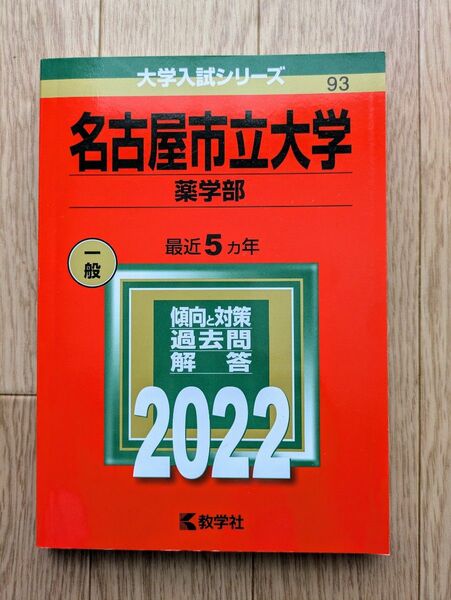 大学入試シリーズ
93
名古屋市立大学
薬学部
最近5ヵ年
一般
傾向と対策
過去問
解答
2022
教学社